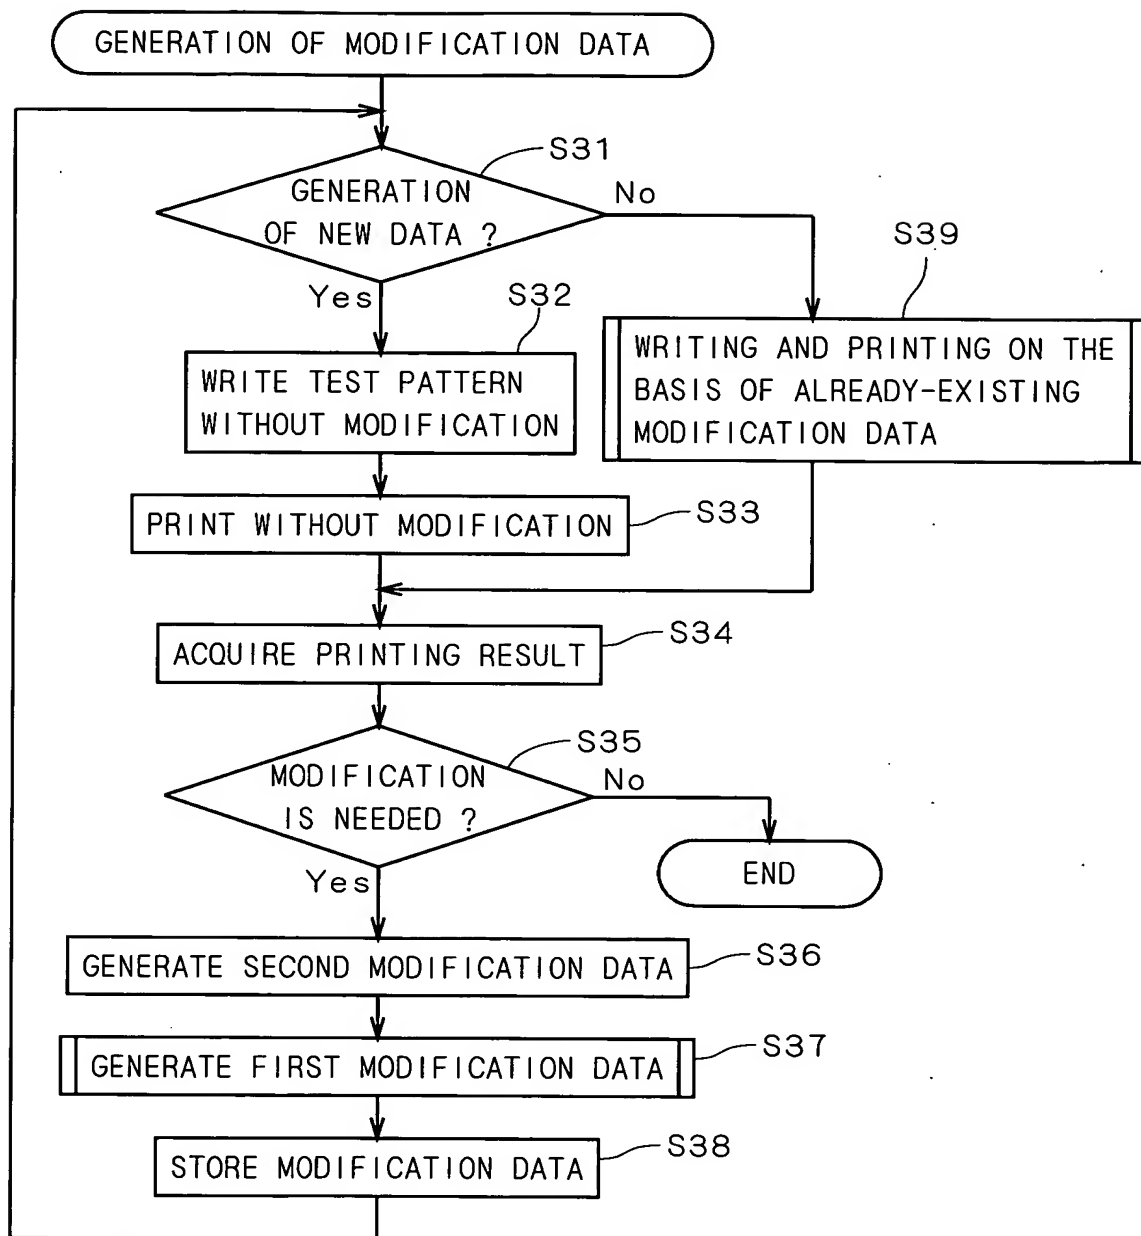 GENERATION OF MODIFICATION DATA
S31
GENERATION
OF NEW DATA ?
No
Yes
S39
S32
WRITING AND PRINTING ON THE
BASIS OF ALREADY-EXISTING
MODIFICATION DATA
WRITE TEST PATTERN
WITHOUT MODIFICATION
PRINT WITHOUT MODIFICATION
S33
ACQUIRE PRINTING RESULT
S34
S35
MODIFICATION
IS NEEDED ?
No
Yes
END
GENERATE SECOND MODIFICATION DATA
S36
GENERATE FIRST MODIFICATION DATA
S37
STORE MODIFICATION DATA
S38